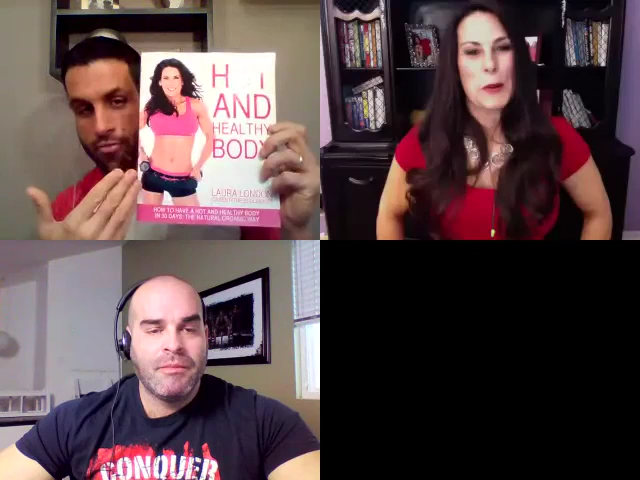 HOT
AND
HEALTHY
BODY
LAURA LONDON
HOW TO HAVE A HOT AND HEALTHY BODY
IN 30 DAYS: THE NATURAL ORGANIC WAY
CONQUER